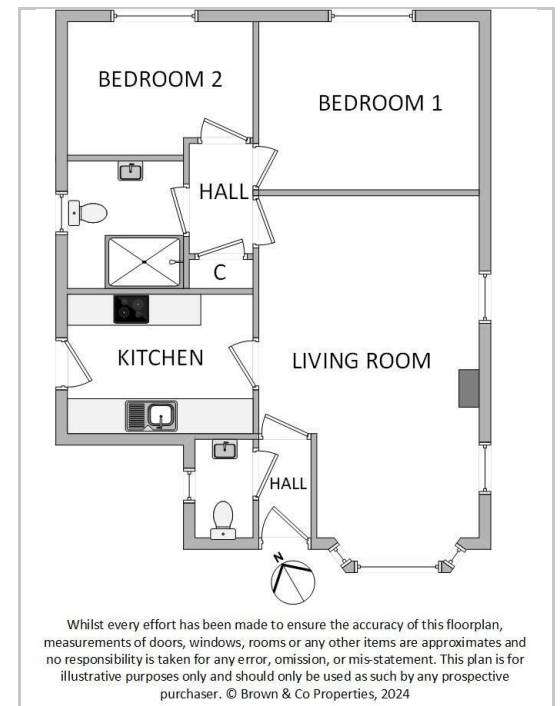 BEDROOM 2
BEDROOM 1
HALL
C
KITCHEN
LIVING ROOM
HALL
N
Whilst every effort has been made to ensure the accuracy of this floorplan,
measurements of doors, windows, rooms or any other items are approximates and
no responsibility is taken for any error, omission, or mis-statement. This plan is for
illustrative purposes only and should only be used as such by any prospective
purchaser. © Brown & Co Properties, 2024